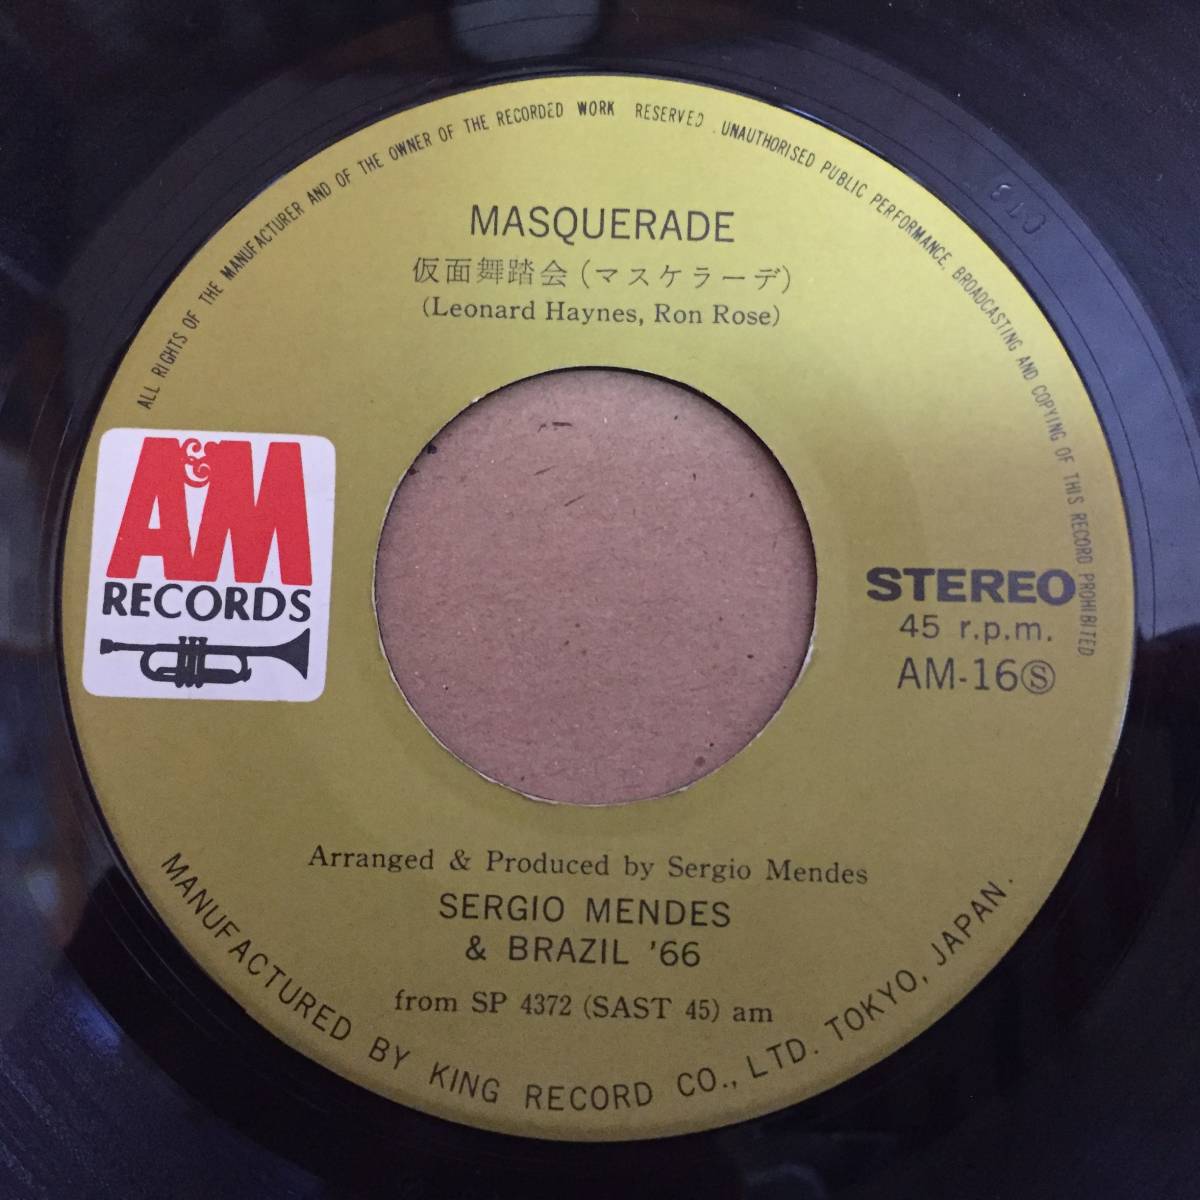 ALL RIGHTS OF THE MANUFACTURER AND OF THE OWNER OF THE RECORDED WORK RESERVED. UNAUTHORISED PUBLIC PERFORMANCE, BROADCASTING AND COPYING OF THIS RECORD PROHIBITED
MASQUERADE
仮面舞踏会(マスケラーデ)
(Leonard Haynes, Ron Rose)
A&M
RECORDS
STEREO
45 r.p.m.
AM-16Ⓢ
Arranged & Produced by Sergio Mendes
SERGIO MENDES
& BRAZIL '66
from SP 4372 (SAST 45) am
MANUFACTURED BY KING RECORD CO., LTD. TOKYO, JAPAN.